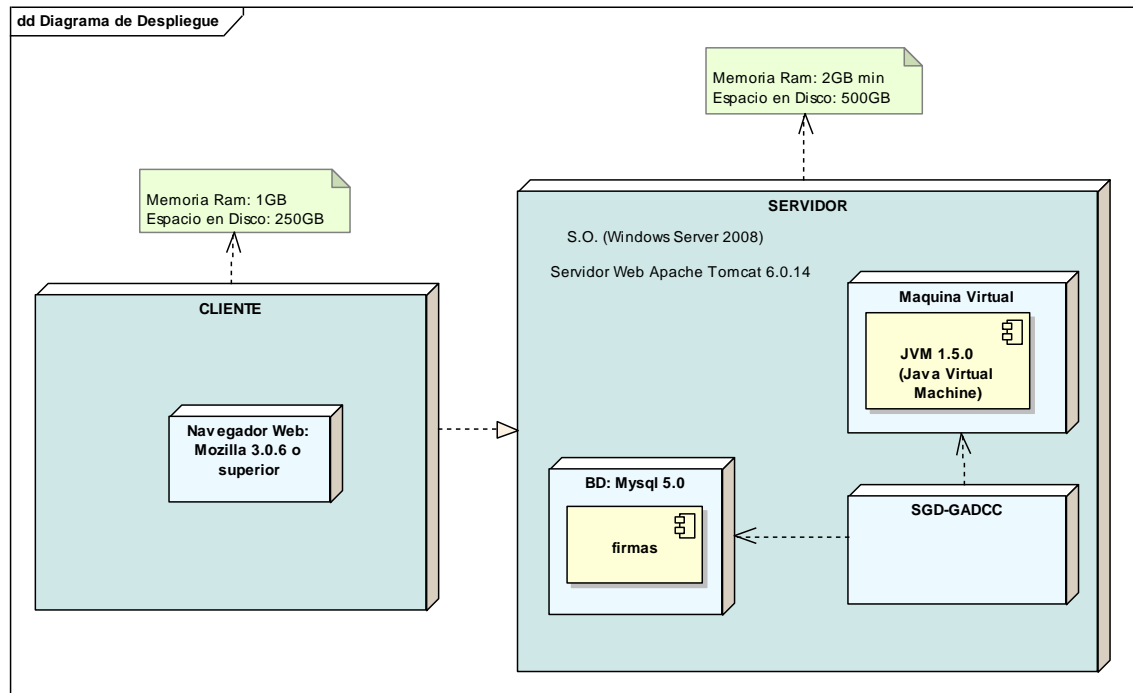 dd Diagrama de Despliegue
Memoria Ram: 2GB min
Espacio en Disco: 500GB
Memoria Ram: 1GB
Espacio en Disco: 250GB
SERVIDOR
S.O. (Windows Server 2008)
Servidor Web Apache Tomcat 6.0.14
Maquina Virtual
JVM 1.5.0
(Java Virtual
Machine)
CLIENTE
Navegador Web:
Mozilla 3.0.6 o
superior
BD: Mysql 5.0
firmas
SGD-GADCC